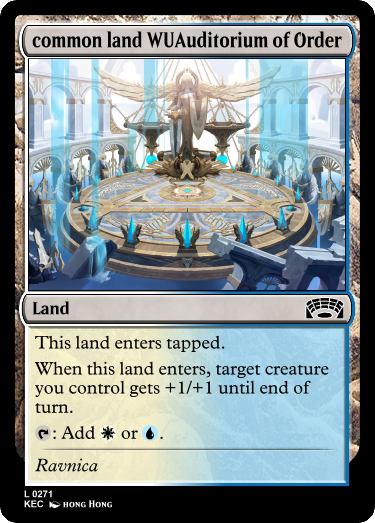 common land WUAuditorium of Order
Land
This land enters tapped.
When this land enters, target creature
you control gets +1/+1 until end of
turn.
: Add or .
Ravnica
L 0271
KEC HONG HONG